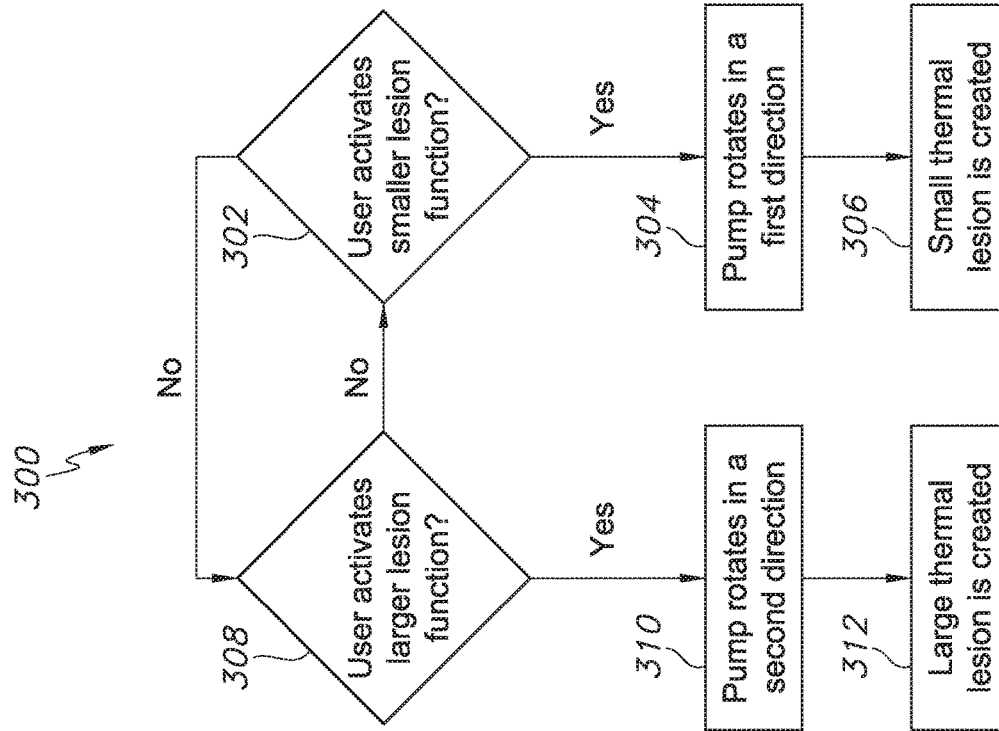 300
No
308
User activates
larger lesion
function?
No
302
User activates
smaller lesion
function?
Yes
Yes
310
Pump rotates in a
second direction
304
Pump rotates in a
first direction
312
Large thermal
lesion is created
306
Small thermal
lesion is created